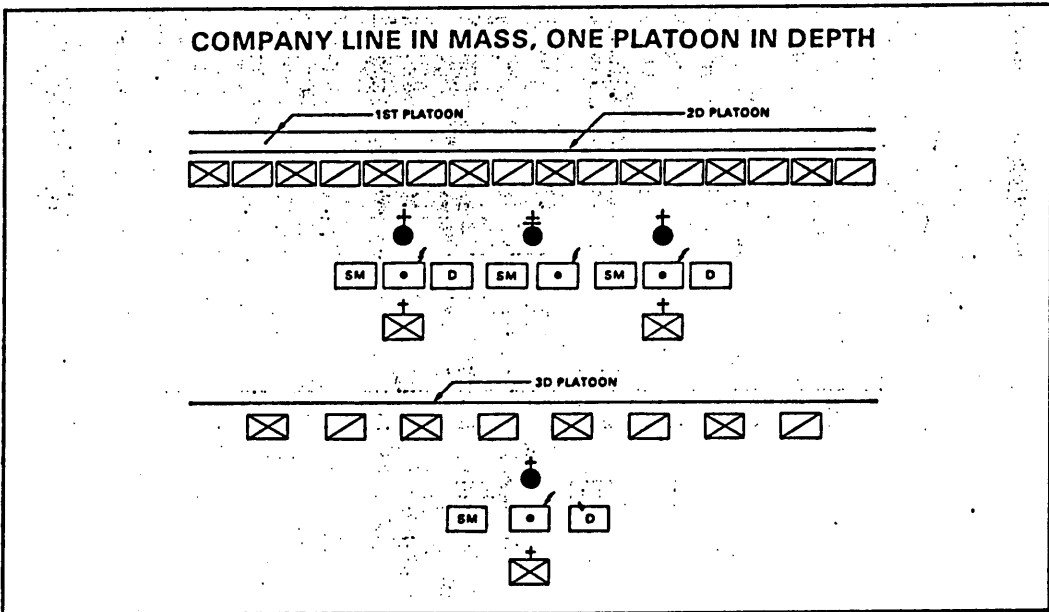 COMPANY LINE IN MASS, ONE PLATOON IN DEPTH
1ST PLATOON 2D PLATOON
SM D SM SM D
3D PLATOON
SM D